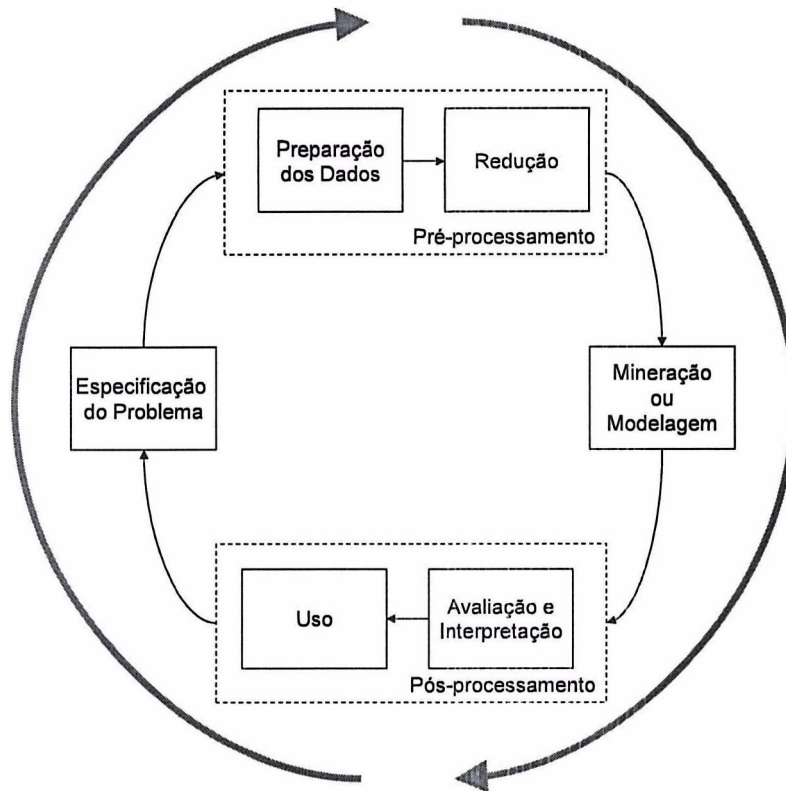 Preparação
dos Dados
Redução
Pré-processamento
Especificação
do Problema
Mineração
ou
Modelagem
Uso
Avaliação e
Interpretação
Pós-processamento